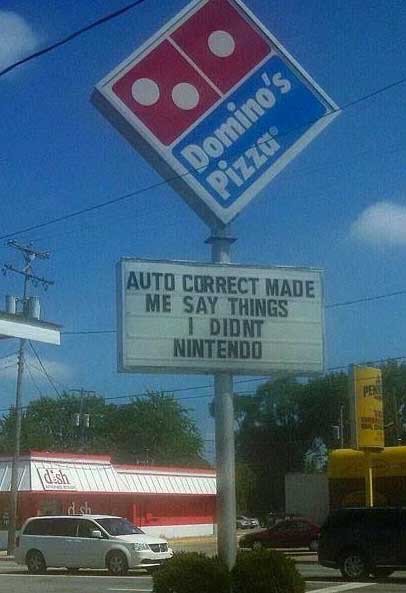 Domino's
Pizza
AUTO CORRECT MADE
ME SAY THINGS
I DIDNT
NINTENDO
dish